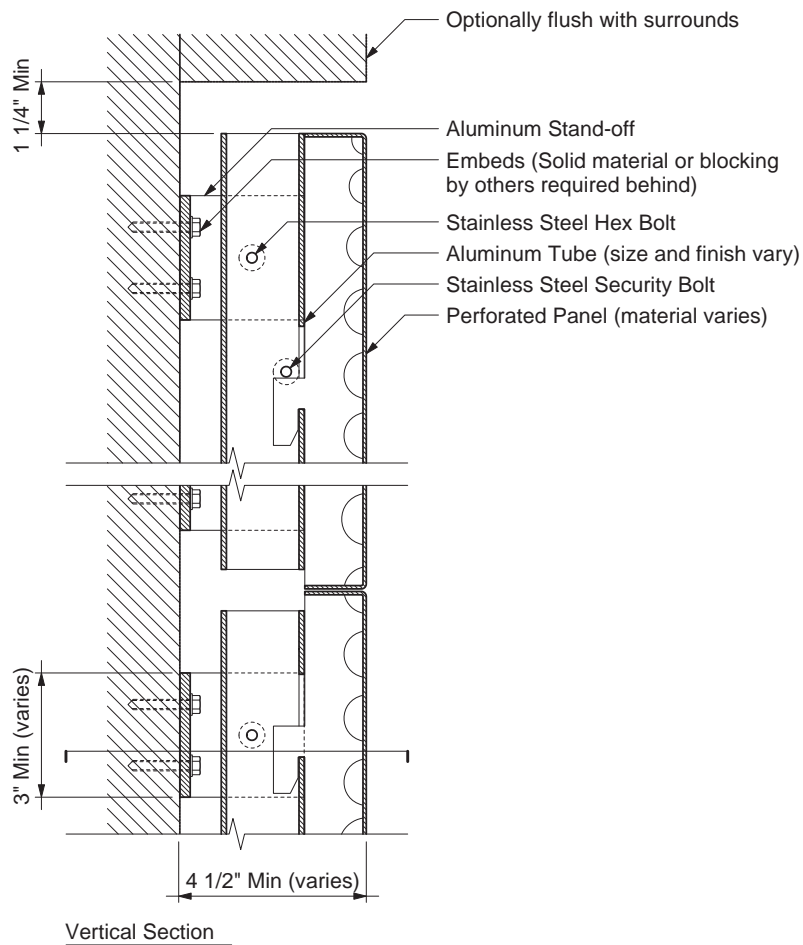 Optionally flush with surrounds
1 1/4" Min
Aluminum Stand-off
Embeds (Solid material or blocking
by others required behind)
Stainless Steel Hex Bolt
Aluminum Tube (size and finish vary)
Stainless Steel Security Bolt
Perforated Panel (material varies)
3" Min (varies)
4 1/2" Min (varies)
Vertical Section